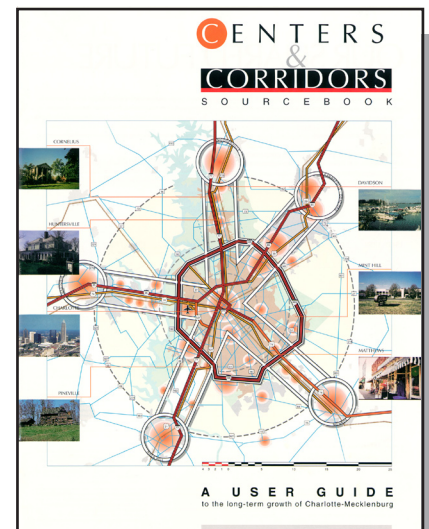 CENTERS
&
CORRIDORS
SOURCEBOOK
CORNELIUS
DAVIDSON
HUNTERSVILLE
MINT HILL
CHARLOTTE
MATTHEWS
PINEVILLE
A USER GUIDE
to the long-term growth of Charlotte-Mecklenburg